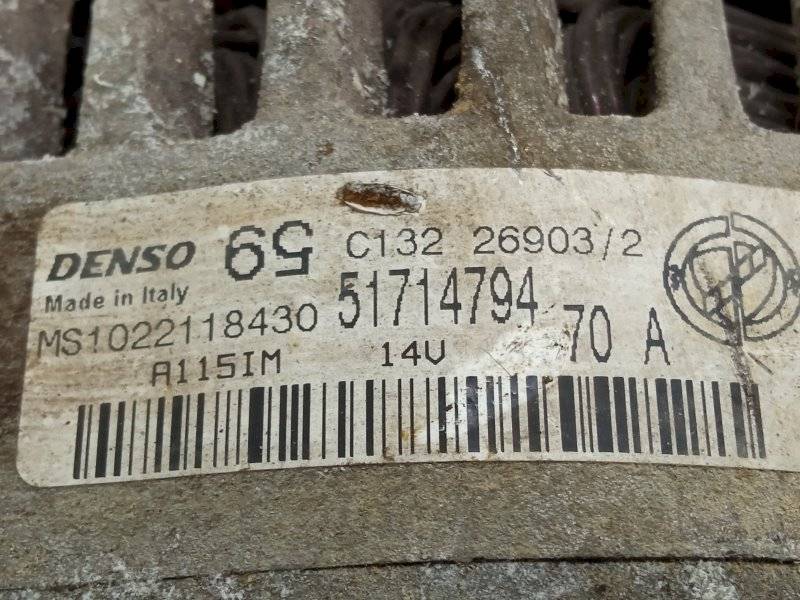 DENSO 69 C132 26903/2
Made in Italy 51714794
MS1022118430 70 A
A115IM 14V